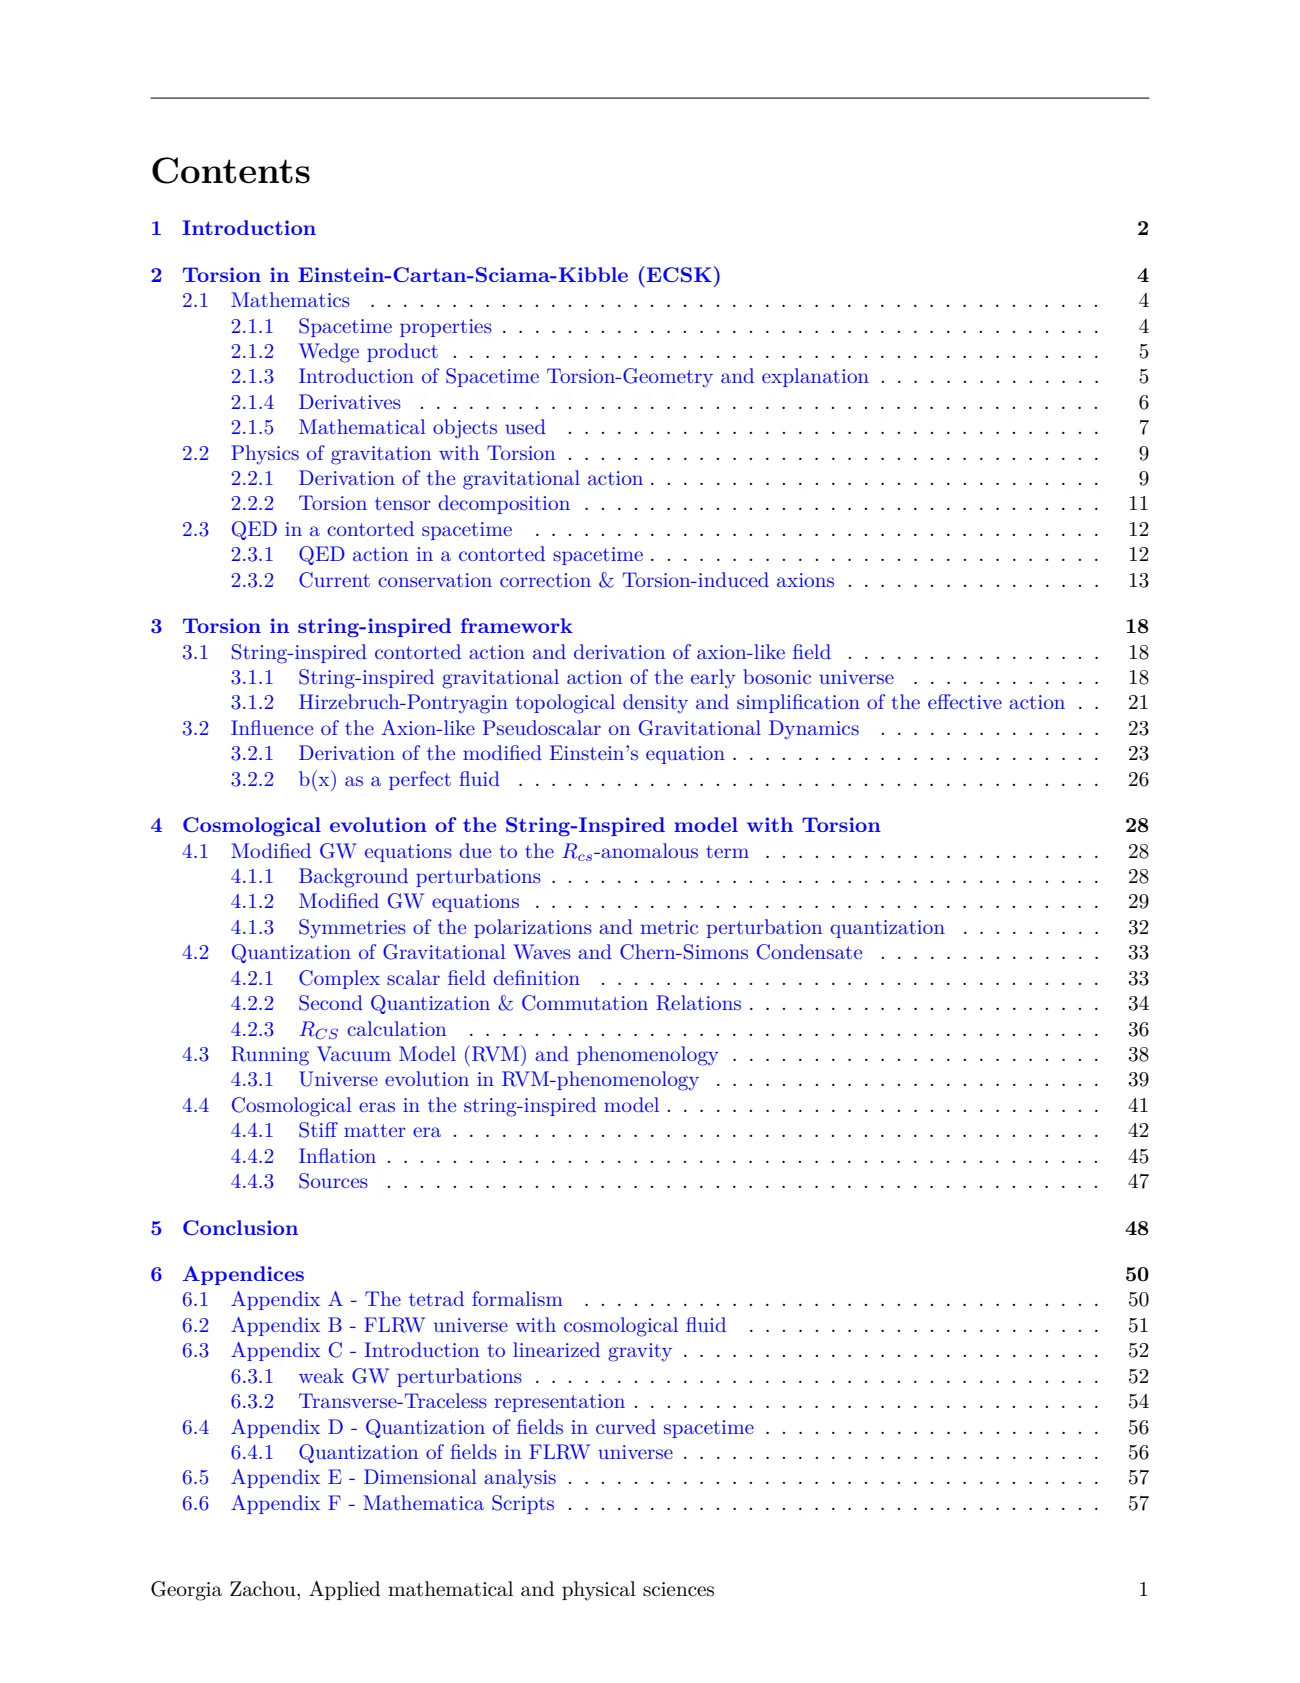 Contents
1 Introduction 2
2 Torsion in Einstein-Cartan-Sciama-Kibble (ECSK) 4
2.1 Mathematics . . . . . . . . . . . . . . . . . . . . 4
2.1.1 Spacetime properties . . . . . . . . . . . . . . . . . . . . 4
2.1.2 Wedge product . . . . . . . . . . . . . . . . . . . . 5
2.1.3 Introduction of Spacetime Torsion-Geometry and explanation . . . . . . . . . . . . . . 5
2.1.4 Derivatives . . . . . . . . . . . . . . . . . . . . 6
2.1.5 Mathematical objects used . . . . . . . . . . . . . . . . . . . . 7
2.2 Physics of gravitation with Torsion . . . . . . . . . . . . . . . . . . . . 9
2.2.1 Derivation of the gravitational action . . . . . . . . . . . . . . . . . . . . 9
2.2.2 Torsion tensor decomposition . . . . . . . . . . . . . . . . . . . . 11
2.3 QED in a contorted spacetime . . . . . . . . . . . . . . . . . . . . 12
2.3.1 QED action in a contorted spacetime . . . . . . . . . . . . . . . . . . . . 12
2.3.2 Current conservation correction & Torsion-induced axions . . . . . . . . . . . . . . . . 13
3 Torsion in string-inspired framework 18
3.1 String-inspired contorted action and derivation of axion-like field . . . . . . . . . . . . . . . . 18
3.1.1 String-inspired gravitational action of the early bosonic universe . . . . . . . . . . . . 18
3.1.2 Hirzebruch-Pontryagin topological density and simplification of the effective action . . 21
3.2 Influence of the Axion-like Pseudoscalar on Gravitational Dynamics . . . . . . . . . . . . . . 23
3.2.1 Derivation of the modified Einstein's equation . . . . . . . . . . . . . . . . . . . . 23
3.2.2 b(x) as a perfect fluid . . . . . . . . . . . . . . . . . . . . 26
4 Cosmological evolution of the String-Inspired model with Torsion 28
4.1 Modified GW equations due to the R_cs-anomalous term . . . . . . . . . . . . . . . . . . . . 28
4.1.1 Background perturbations . . . . . . . . . . . . . . . . . . . . 28
4.1.2 Modified GW equations . . . . . . . . . . . . . . . . . . . . 29
4.1.3 Symmetries of the polarizations and metric perturbation quantization . . . . . . . . . 32
4.2 Quantization of Gravitational Waves and Chern-Simons Condensate . . . . . . . . . . . . . . 33
4.2.1 Complex scalar field definition . . . . . . . . . . . . . . . . . . . . 33
4.2.2 Second Quantization & Commutation Relations . . . . . . . . . . . . . . . . . . . . 34
4.2.3 R_CS calculation . . . . . . . . . . . . . . . . . . . . 36
4.3 Running Vacuum Model (RVM) and phenomenology . . . . . . . . . . . . . . . . . . . . 38
4.3.1 Universe evolution in RVM-phenomenology . . . . . . . . . . . . . . . . . . . . 39
4.4 Cosmological eras in the string-inspired model . . . . . . . . . . . . . . . . . . . . 41
4.4.1 Stiff matter era . . . . . . . . . . . . . . . . . . . . 42
4.4.2 Inflation . . . . . . . . . . . . . . . . . . . . 45
4.4.3 Sources . . . . . . . . . . . . . . . . . . . . 47
5 Conclusion 48
6 Appendices 50
6.1 Appendix A - The tetrad formalism . . . . . . . . . . . . . . . . . . . . 50
6.2 Appendix B - FLRW universe with cosmological fluid . . . . . . . . . . . . . . . . . . . . 51
6.3 Appendix C - Introduction to linearized gravity . . . . . . . . . . . . . . . . . . . . 52
6.3.1 weak GW perturbations . . . . . . . . . . . . . . . . . . . . 52
6.3.2 Transverse-Traceless representation . . . . . . . . . . . . . . . . . . . . 54
6.4 Appendix D - Quantization of fields in curved spacetime . . . . . . . . . . . . . . . . . . . . 56
6.4.1 Quantization of fields in FLRW universe . . . . . . . . . . . . . . . . . . . . 56
6.5 Appendix E - Dimensional analysis . . . . . . . . . . . . . . . . . . . . 57
6.6 Appendix F - Mathematica Scripts . . . . . . . . . . . . . . . . . . . . 57
Georgia Zachou, Applied mathematical and physical sciences 1